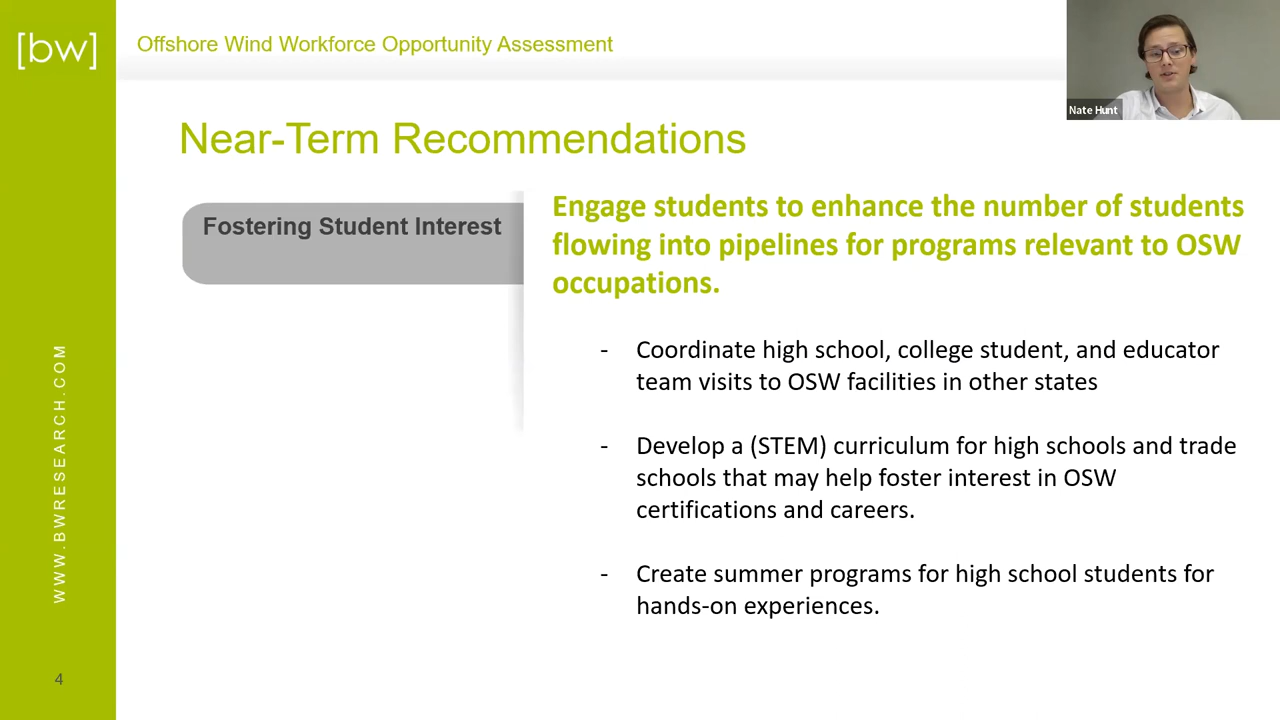 [bw]
Offshore Wind Workforce Opportunity Assessment
Nate Hunt
Near-Term Recommendations
Fostering Student Interest
Engage students to enhance the number of students
flowing into pipelines for programs relevant to OSW
occupations.
- Coordinate high school, college student, and educator
team visits to OSW facilities in other states
- Develop a (STEM) curriculum for high schools and trade
schools that may help foster interest in OSW
certifications and careers.
- Create summer programs for high school students for
hands-on experiences.
WWW.BWRESEARCH.COM
4